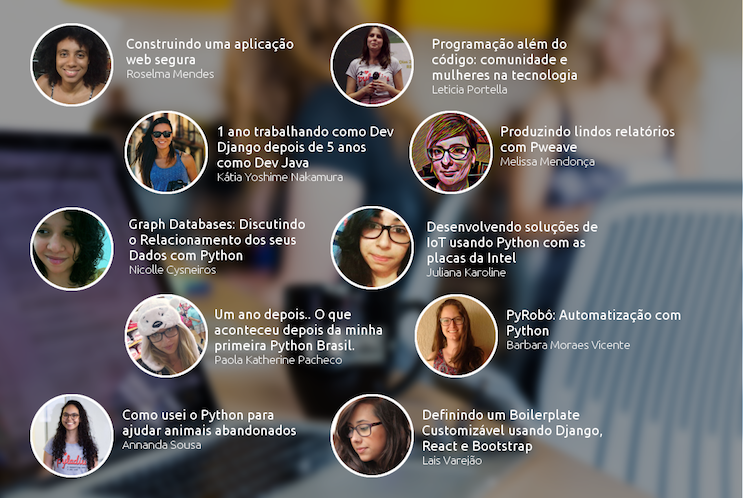 Construindo uma aplicação
web segura
Roselma Mendes
Programação além do
código: comunidade e
mulheres na tecnologia
Leticia Portella
1 ano trabalhando como Dev
Django depois de 5 anos
como Dev Java
Kátia Yoshime Nakamura
Produzindo lindos relatórios
com Pweave
Melissa Mendonça
Graph Databases: Discutindo
o Relacionamento dos seus
Dados com Python
Nicolle Cysneiros
Desenvolvendo soluções de
IoT usando Python com as
placas da Intel
Juliana Karoline
Um ano depois.. O que
aconteceu depois da minha
primeira Python Brasil.
Paola Katherine Pacheco
PyRobô: Automatização com
Python
Barbara Moraes Vicente
Como usei o Python para
ajudar animais abandonados
Annanda Sousa
Definindo um Boilerplate
Customizável usando Django,
React e Bootstrap
Lais Varejão